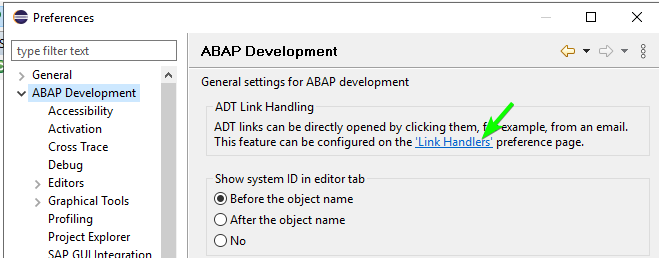 Preferences
type filter text
General
ABAP Development
Accessibility
Activation
Cross Trace
Debug
Editors
Graphical Tools
Profiling
Project Explorer
SAP GUI Integration
ABAP Development
General settings for ABAP development
ADT Link Handling
ADT links can be directly opened by clicking them, for example, from an email.
This feature can be configured on the 'Link Handlers' preference page.
Show system ID in editor tab
Before the object name
After the object name
No